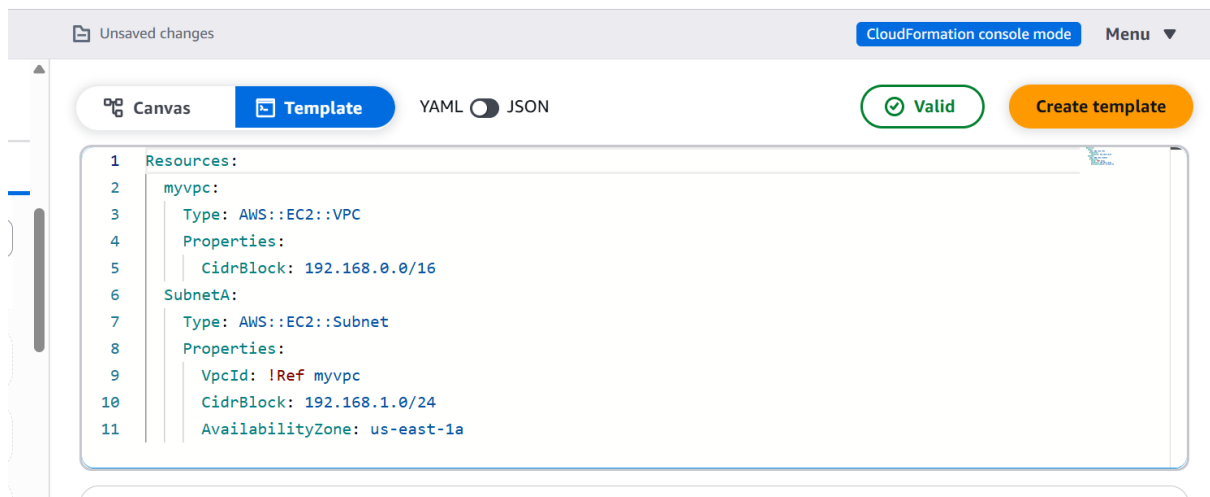 Unsaved changes
CloudFormation console mode
Menu
Canvas
Template
YAML
JSON
Valid
Create template
1 Resources:
2 myvpc:
3 Type: AWS::EC2::VPC
4 Properties:
5 CidrBlock: 192.168.0.0/16
6 SubnetA:
7 Type: AWS::EC2::Subnet
8 Properties:
9 VpcId: !Ref myvpc
10 CidrBlock: 192.168.1.0/24
11 AvailabilityZone: us-east-1a